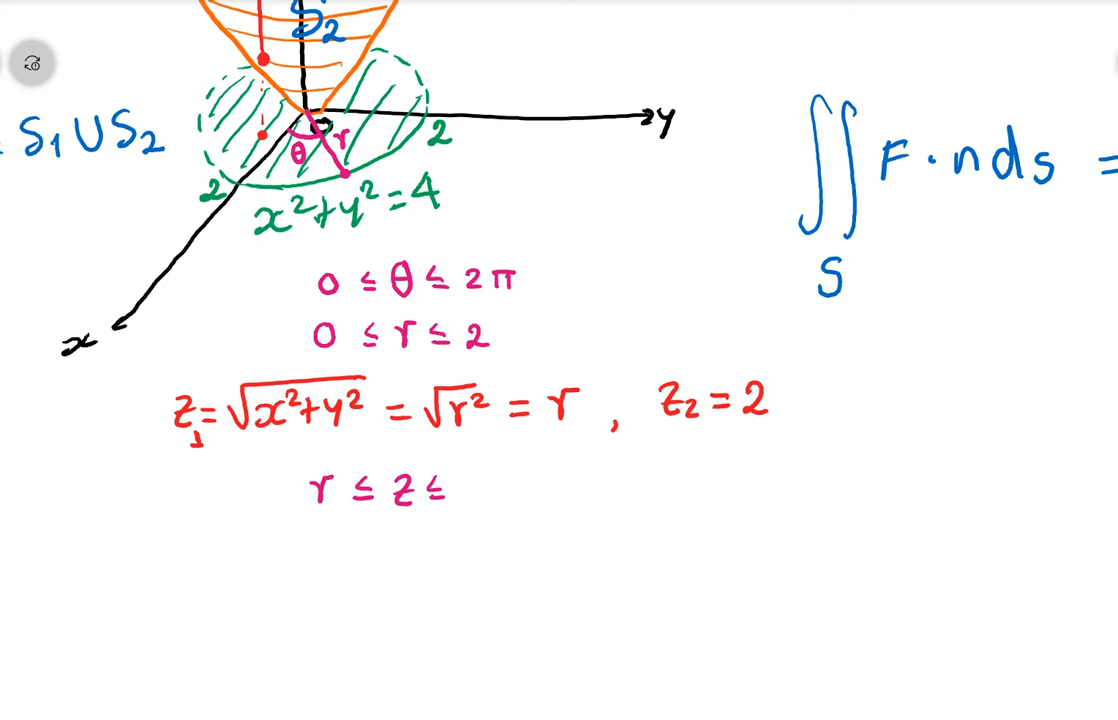 S₂
y
S₁ ∪ S₂
θ
r
2
2
x² + y² = 4
x
∬ F · n ds =
S
0 ≤ θ ≤ 2π
0 ≤ r ≤ 2
z₁ = √(x² + y²) = √r² = r , z₂ = 2
r ≤ z ≤